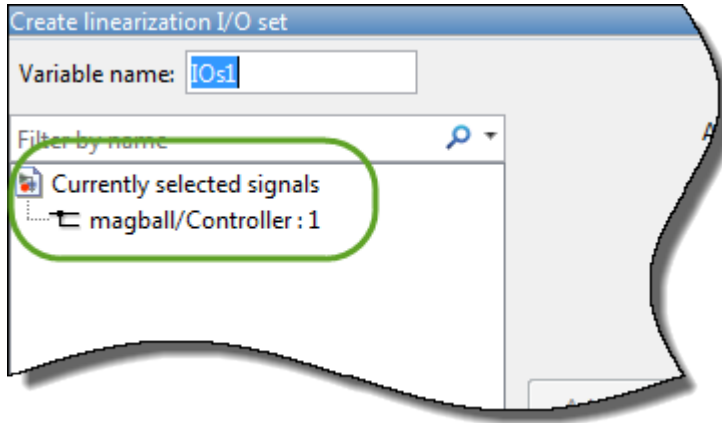 Create linearization I/O set
Variable name: IOs1
Filter by name
Currently selected signals
magball/Controller : 1